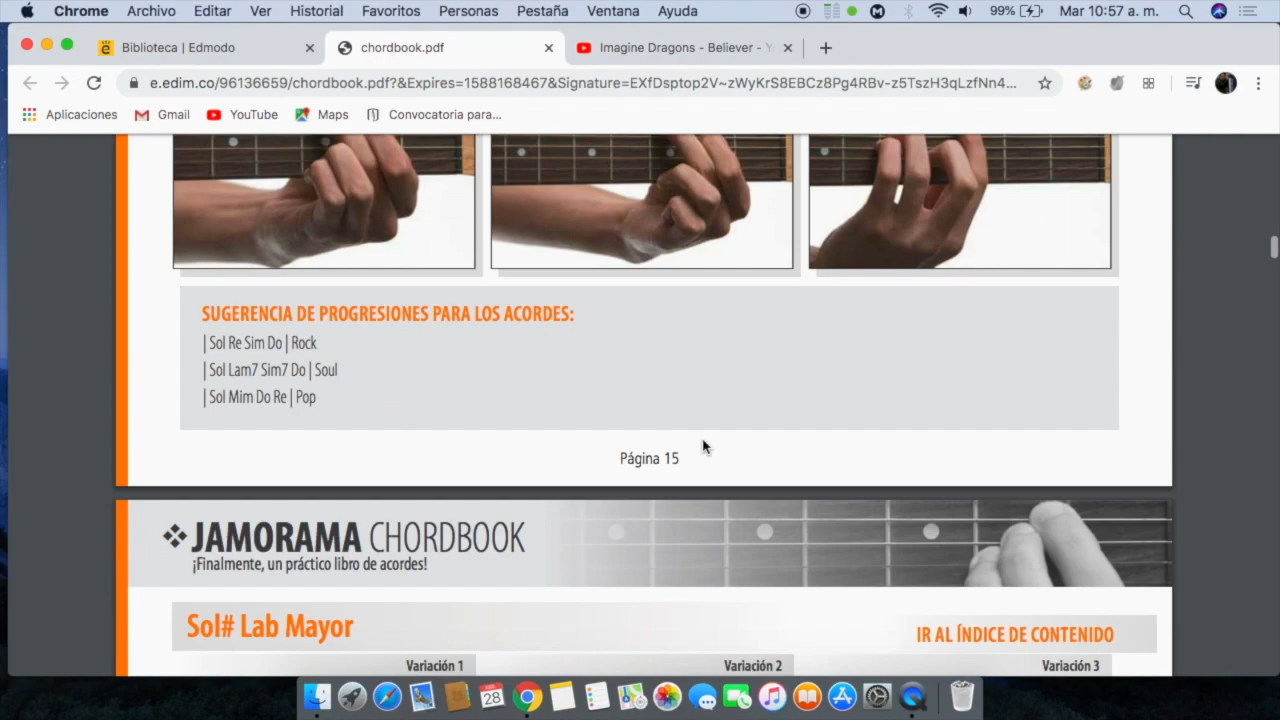 Chrome Archivo Editar Ver Historial Favoritos Personas Pestaña Ventana Ayuda 99% Mar 10:57 a. m.
Biblioteca | Edmodo chordbook.pdf Imagine Dragons - Believer -
e.edim.co/96136659/chordbook.pdf?&Expires=1588168467&Signature=EXfDsptop2V~zWyKrS8EBCz8Pg4RBv-z5TszH3qLzfNn4...
Aplicaciones Gmail YouTube Maps Convocatoria para...
SUGERENCIA DE PROGRESIONES PARA LOS ACORDES:
| Sol Re Sim Do | Rock
| Sol Lam7 Sim7 Do | Soul
| Sol Mim Do Re | Pop
Página 15
JAMORAMA CHORDBOOK
¡Finalmente, un práctico libro de acordes!
Sol# Lab Mayor
IR AL ÍNDICE DE CONTENIDO
Variación 1 Variación 2 Variación 3
ABR 28